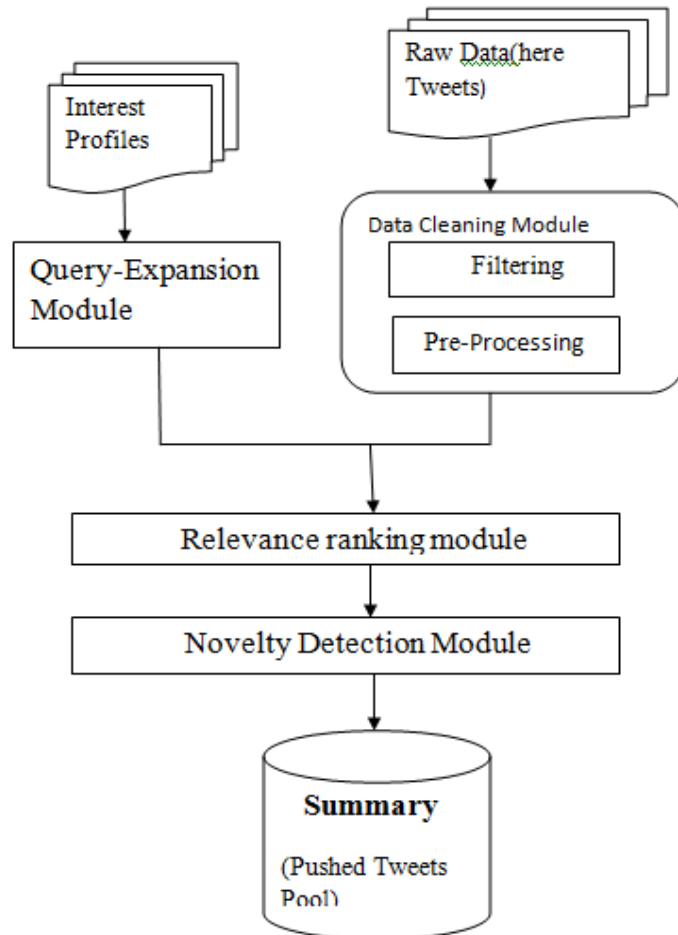 Interest
Profiles
Raw Data(here
Tweets)
Query-Expansion
Module
Data Cleaning Module
Filtering
Pre-Processing
Relevance ranking module
Novelty Detection Module
Summary
(Pushed Tweets
Pool)